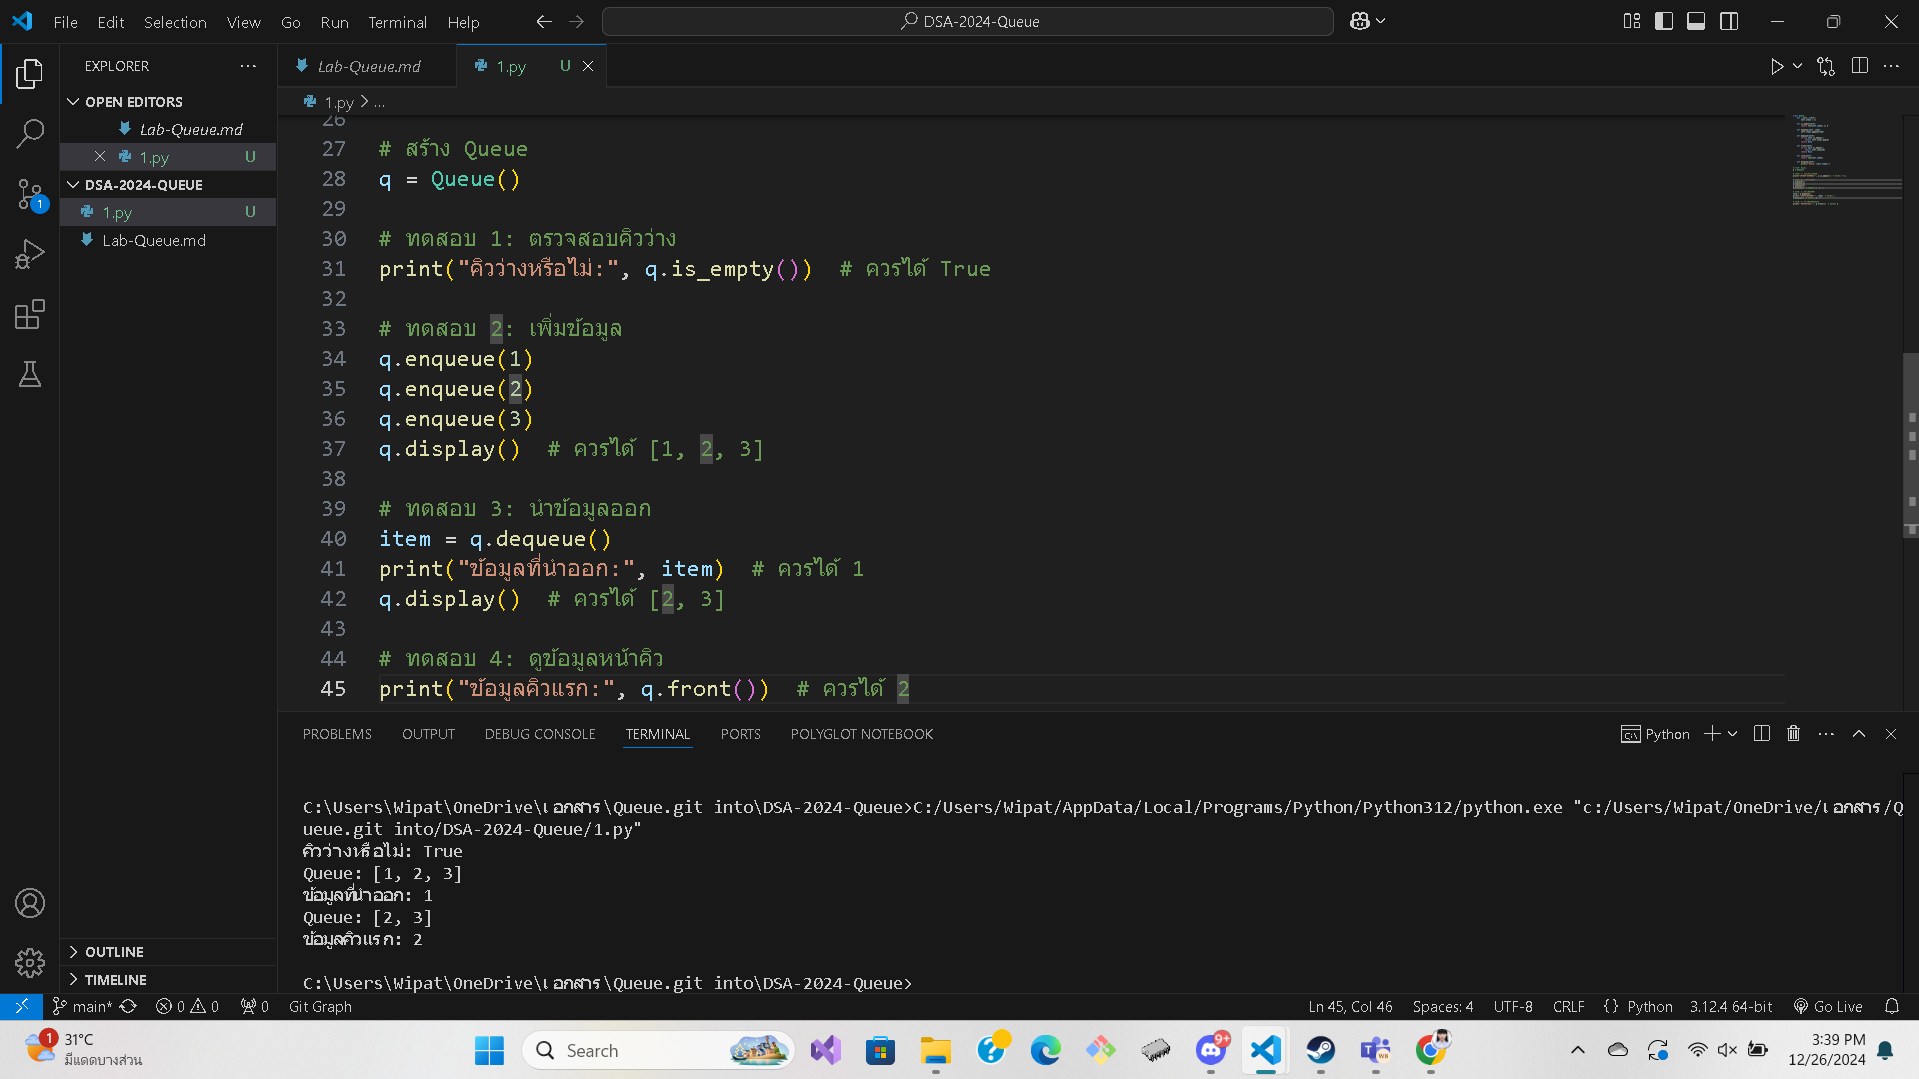 File Edit Selection View Go Run Terminal Help
DSA-2024-Queue
EXPLORER
OPEN EDITORS
Lab-Queue.md
1.py U
DSA-2024-QUEUE
1.py U
Lab-Queue.md
OUTLINE
TIMELINE
1
Lab-Queue.md
1.py U
1.py > ...
26
27 # สร้าง Queue
28 q = Queue()
29
30 # ทดสอบ 1: ตรวจสอบคิวว่าง
31 print("คิวว่างหรือไม่:", q.is_empty())  # ควรได้ True
32
33 # ทดสอบ 2: เพิ่มข้อมูล
34 q.enqueue(1)
35 q.enqueue(2)
36 q.enqueue(3)
37 q.display()  # ควรได้ [1, 2, 3]
38
39 # ทดสอบ 3: นำข้อมูลออก
40 item = q.dequeue()
41 print("ข้อมูลที่นำออก:", item)  # ควรได้ 1
42 q.display()  # ควรได้ [2, 3]
43
44 # ทดสอบ 4: ดูข้อมูลหน้าคิว
45 print("ข้อมูลคิวแรก:", q.front())  # ควรได้ 2
PROBLEMS OUTPUT DEBUG CONSOLE TERMINAL PORTS POLYGLOT NOTEBOOK
Python
C:\Users\Wipat\OneDrive\เอกสาร\Queue.git into\DSA-2024-Queue>C:/Users/Wipat/AppData/Local/Programs/Python/Python312/python.exe "c:/Users/Wipat/OneDrive/เอกสาร/Q
ueue.git into/DSA-2024-Queue/1.py"
คิวว่างหรือไม่: True
Queue: [1, 2, 3]
ข้อมูลที่นำออก: 1
Queue: [2, 3]
ข้อมูลคิวแรก: 2
C:\Users\Wipat\OneDrive\เอกสาร\Queue.git into\DSA-2024-Queue>
main* 0 0 0 Git Graph
Ln 45, Col 46 Spaces: 4 UTF-8 CRLF {} Python 3.12.4 64-bit Go Live
1 31°C
มีแดดบางส่วน
Search
9+
WB
3:39 PM
12/26/2024